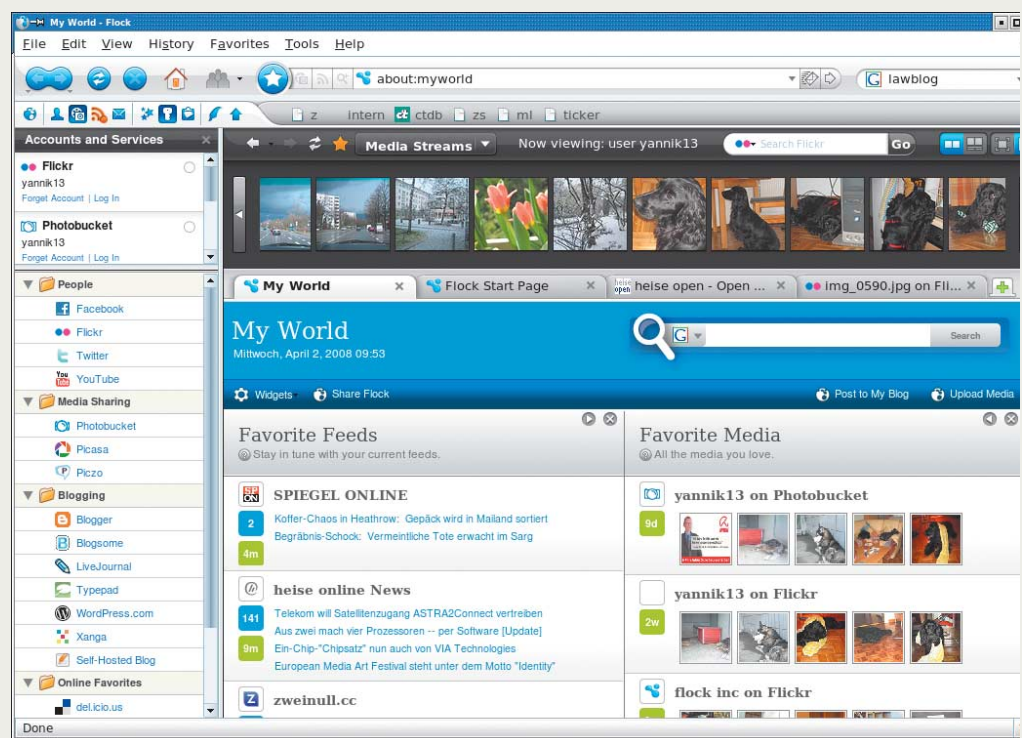 My World - Flock
File Edit View History Favorites Tools Help
about:myworld
G lawblog
z intern ct ctdb zs ml ticker
Accounts and Services
Flickr
yannik13
Forget Account | Log In
Photobucket
yannik13
Forget Account | Log In
People
Facebook
Flickr
Twitter
You Tube YouTube
Media Sharing
Photobucket
Picasa
Piczo
Blogging
Blogger
Blogsome
LiveJournal
Typepad
WordPress.com
Xanga
Self-Hosted Blog
Online Favorites
del.icio.us
Media Streams Now viewing: user yannik13 Search Flickr Go
My World Flock Start Page heise open heise open - Open ... img_0590.jpg on Fli...
My World
Mittwoch, April 2, 2008 09:53
G Search
Widgets Share Flock Post to My Blog Upload Media
Favorite Feeds
Stay in tune with your current feeds.
SP ON SPIEGEL ONLINE
2 Koffer-Chaos in Heathrow: Gepäck wird in Mailand sortiert
Begräbnis-Schock: Vermeintliche Tote erwacht im Sarg
4m
heise online News
141 Telekom will Satellitenzugang ASTRA2Connect vertreiben
Aus zwei mach vier Prozessoren -- per Software [Update]
9m Ein-Chip-"Chipsatz" nun auch von VIA Technologies
European Media Art Festival steht unter dem Motto "Identity"
Z zweinull.cc
Favorite Media
All the media you love.
yannik13 on Photobucket
9d
yannik13 on Flickr
2w
flock inc on Flickr
Done